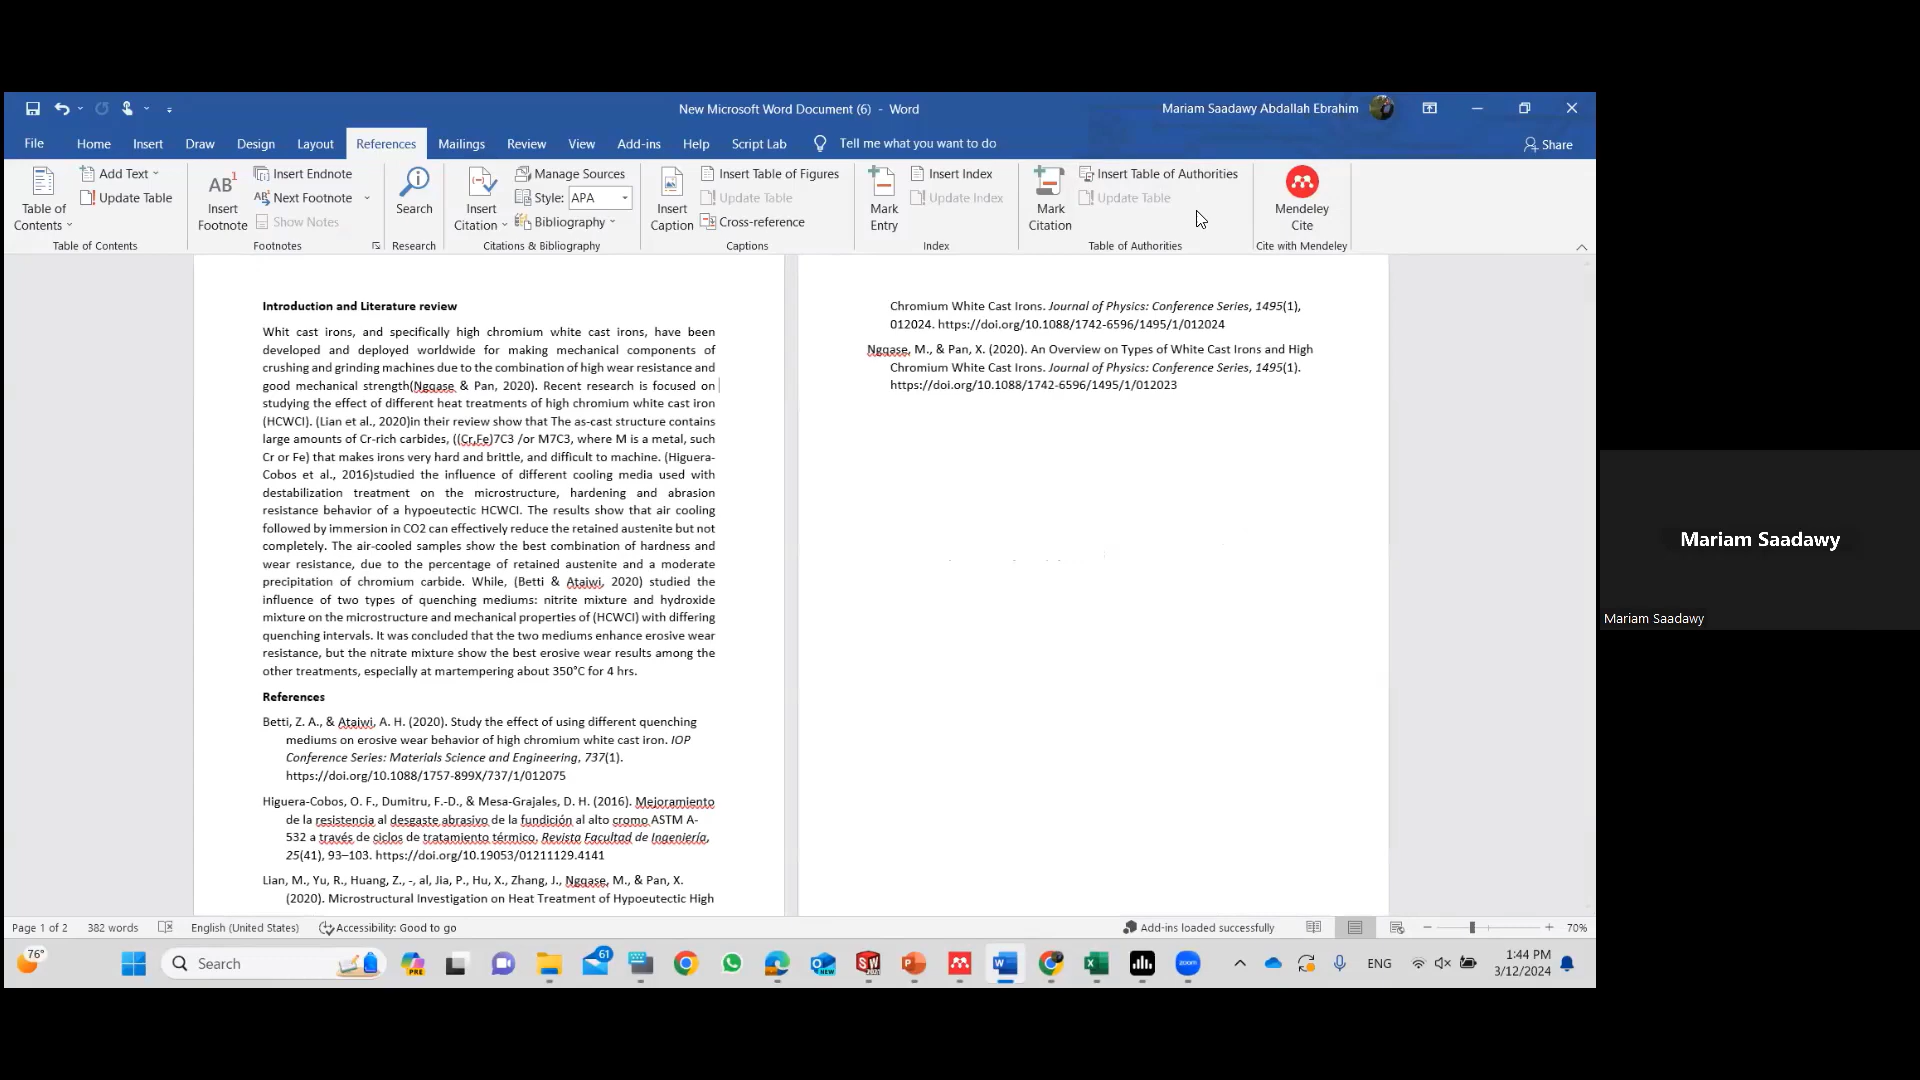 New Microsoft Word Document (6) - Word
Mariam Saadawy Abdallah Ebrahim
File Home Insert Draw Design Layout References Mailings Review View Add-ins Help Script Lab Tell me what you want to do Share
Table of Contents
Add Text
Update Table
Table of Contents
AB1 Insert Footnote
Insert Endnote
Next Footnote
Show Notes
Footnotes
Search
Research
Insert Citation
Manage Sources
Style: APA
Bibliography
Citations & Bibliography
Insert Caption
Insert Table of Figures
Update Table
Cross-reference
Captions
Mark Entry
Insert Index
Update Index
Index
Mark Citation
Insert Table of Authorities
Update Table
Table of Authorities
Mendeley Cite
Cite with Mendeley
Introduction and Literature review
Whit cast irons, and specifically high chromium white cast irons, have been
developed and deployed worldwide for making mechanical components of
crushing and grinding machines due to the combination of high wear resistance and
good mechanical strength(Ngqase & Pan, 2020). Recent research is focused on
studying the effect of different heat treatments of high chromium white cast iron
(HCWCI). (Lian et al., 2020)in their review show that The as-cast structure contains
large amounts of Cr-rich carbides, ((Cr,Fe)7C3 /or M7C3, where M is a metal, such
Cr or Fe) that makes irons very hard and brittle, and difficult to machine. (Higuera-
Cobos et al., 2016)studied the influence of different cooling media used with
destabilization treatment on the microstructure, hardening and abrasion
resistance behavior of a hypoeutectic HCWCI. The results show that air cooling
followed by immersion in CO2 can effectively reduce the retained austenite but not
completely. The air-cooled samples show the best combination of hardness and
wear resistance, due to the percentage of retained austenite and a moderate
precipitation of chromium carbide. While, (Betti & Ataiwi, 2020) studied the
influence of two types of quenching mediums: nitrite mixture and hydroxide
mixture on the microstructure and mechanical properties of (HCWCI) with differing
quenching intervals. It was concluded that the two mediums enhance erosive wear
resistance, but the nitrate mixture show the best erosive wear results among the
other treatments, especially at martempering about 350°C for 4 hrs.
References
Betti, Z. A., & Ataiwi, A. H. (2020). Study the effect of using different quenching
mediums on erosive wear behavior of high chromium white cast iron. IOP
Conference Series: Materials Science and Engineering, 737(1).
https://doi.org/10.1088/1757-899X/737/1/012075
Higuera-Cobos, O. F., Dumitru, F.-D., & Mesa-Grajales, D. H. (2016). Mejoramiento
de la resistencia al desgaste abrasivo de la fundición al alto cromo ASTM A-
532 a través de ciclos de tratamiento térmico. Revista Facultad de Ingeniería,
25(41), 93–103. https://doi.org/10.19053/01211129.4141
Lian, M., Yu, R., Huang, Z., -, al, Jia, P., Hu, X., Zhang, J., Ngqase, M., & Pan, X.
(2020). Microstructural Investigation on Heat Treatment of Hypoeutectic High
Chromium White Cast Irons. Journal of Physics: Conference Series, 1495(1),
012024. https://doi.org/10.1088/1742-6596/1495/1/012024
Ngqase, M., & Pan, X. (2020). An Overview on Types of White Cast Irons and High
Chromium White Cast Irons. Journal of Physics: Conference Series, 1495(1).
https://doi.org/10.1088/1742-6596/1495/1/012023
Mariam Saadawy
Mariam Saadawy
Page 1 of 2 382 words English (United States) Accessibility: Good to go Add-ins loaded successfully 70%
76° Search PRE 61 NEW SW 2021 zoom ENG 1:44 PM
3/12/2024